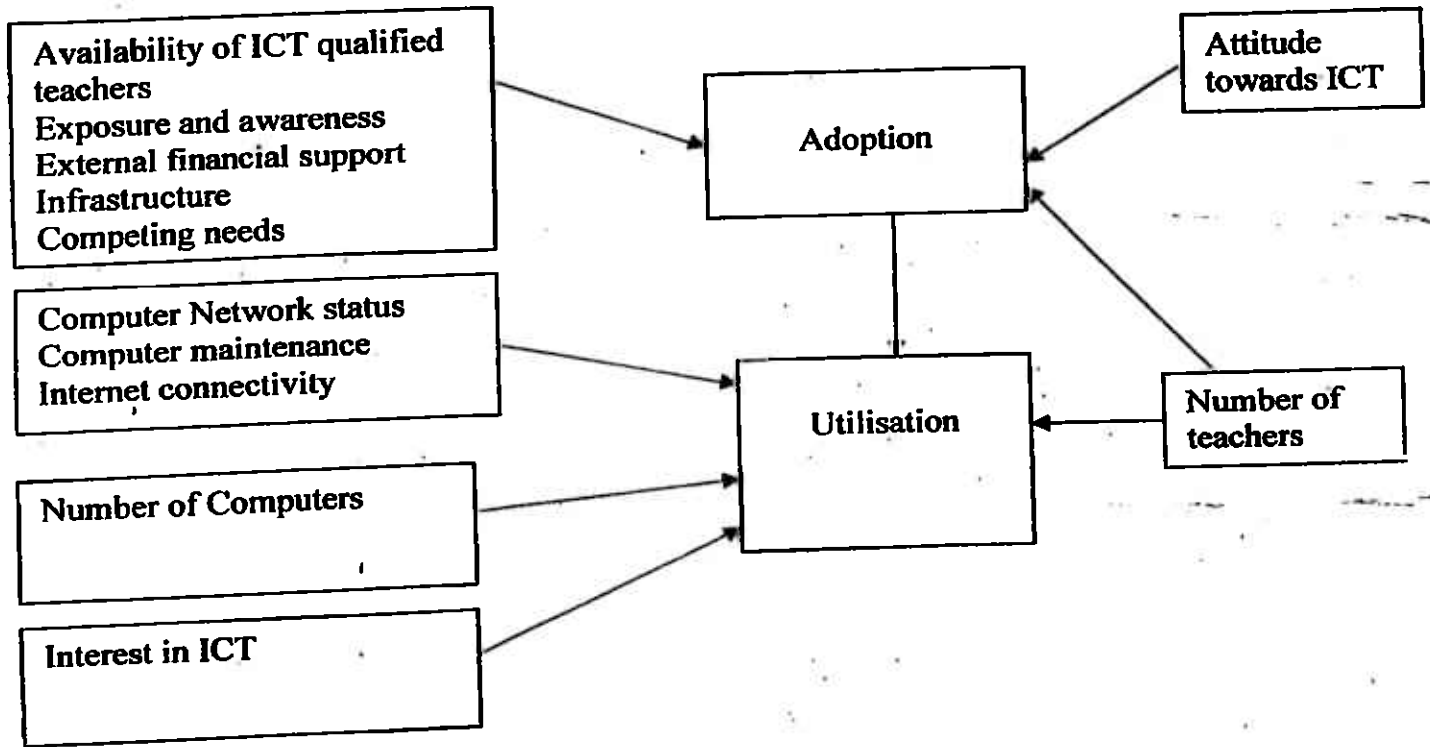 Availability of ICT qualified
teachers
Exposure and awareness
External financial support
Infrastructure
Competing needs
Adoption
Attitude
towards ICT
Computer Network status
Computer maintenance
Internet connectivity
Utilisation
Number of
teachers
Number of Computers
Interest in ICT